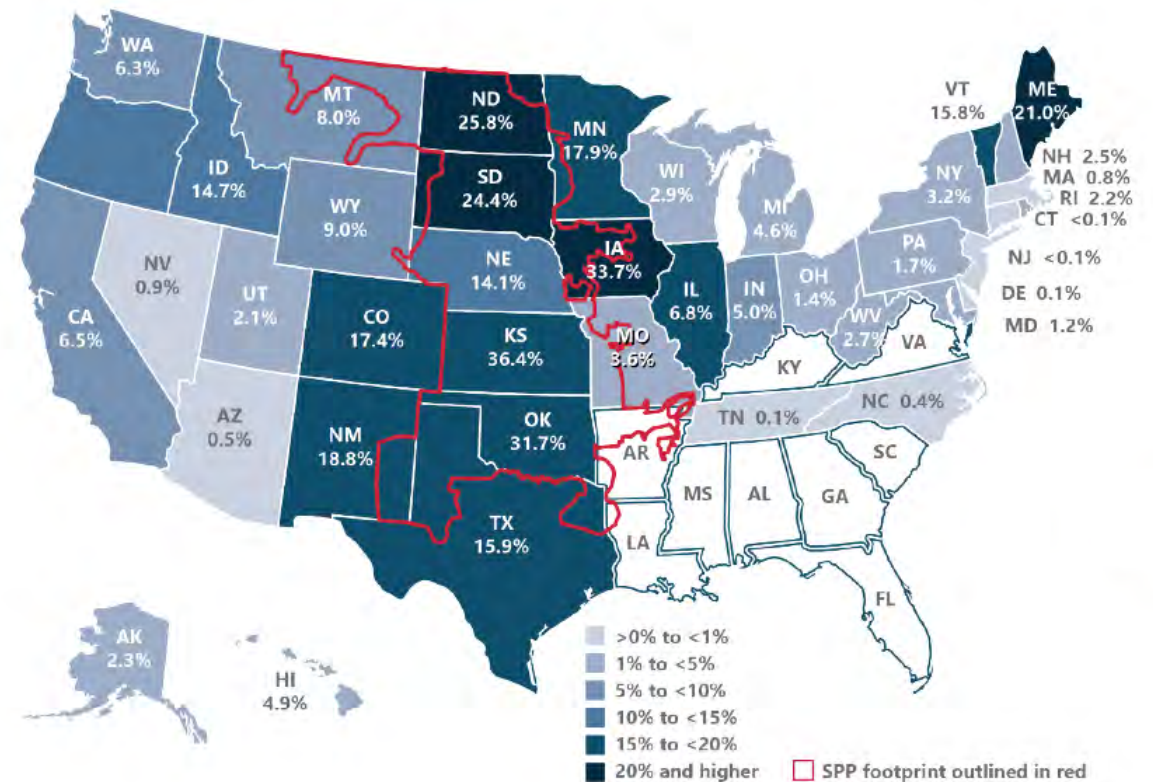 WA
6.3%
MT
8.0%
ND
25.8%
MN
17.9%
VT
15.8%
ME
21.0%
ID
14.7%
WY
9.0%
SD
24.4%
WI
2.9%
MI
4.6%
NY
3.2%
NH 2.5%
MA 0.8%
RI 2.2%
CT <0.1%
NV
0.9%
UT
2.1%
CO
17.4%
NE
14.1%
IA
33.7%
IL
6.8%
IN
5.0%
OH
1.4%
PA
1.7%
NJ <0.1%
DE 0.1%
MD 1.2%
CA
6.5%
KS
36.4%
MO
3.6%
WV
2.7%
VA
KY
AZ
0.5%
NM
18.8%
OK
31.7%
AR
TN 0.1%
NC 0.4%
SC
TX
15.9%
LA
MS
AL
GA
FL
AK
2.3%
HI
4.9%
>0% to <1%
1% to <5%
5% to <10%
10% to <15%
15% to <20%
20% and higher
SPP footprint outlined in red